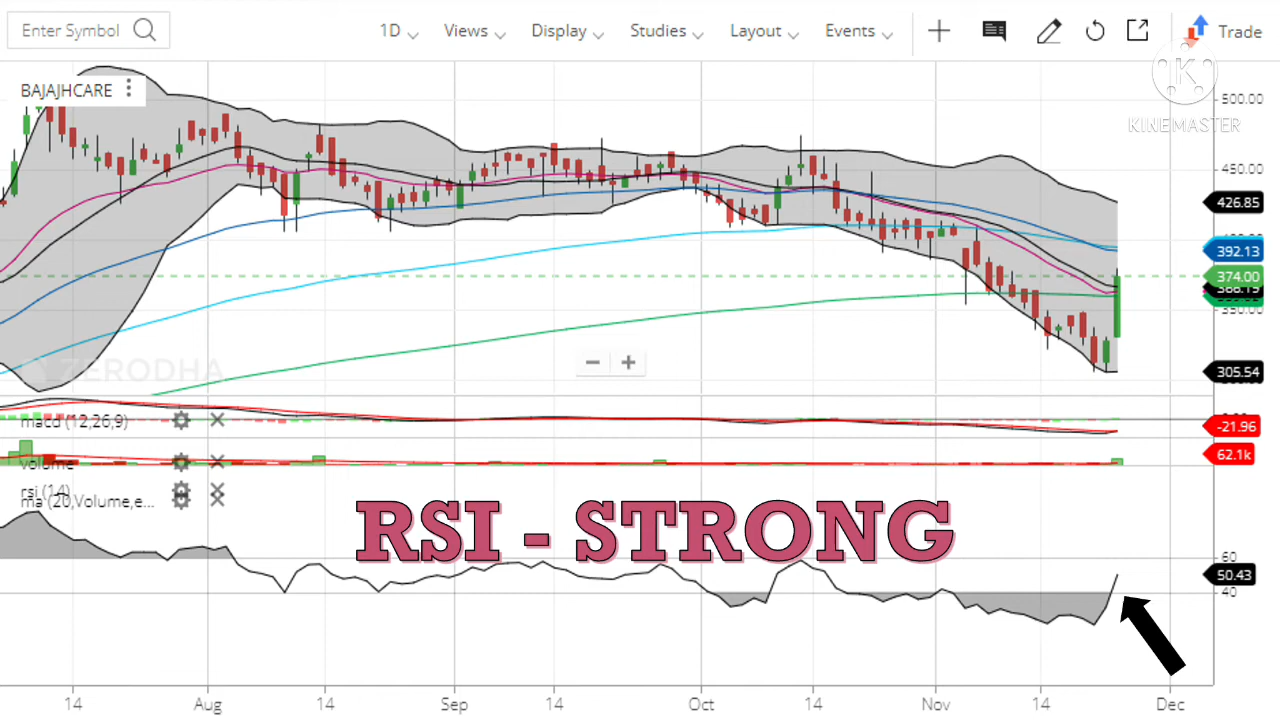 Enter Symbol
1D
Views
Display
Studies
Layout
Events
Trade
BAJAJHCARE
KINEMASTER
500.00
450.00
426.85
392.13
374.00
305.54
ZERODHA
macd (12,26,9)
-21.96
volume
62.1k
rsi (14)
ma (20,Volume,e...
RSI - STRONG
60
50.43
40
14
Aug
14
Sep
14
Oct
14
Nov
14
Dec